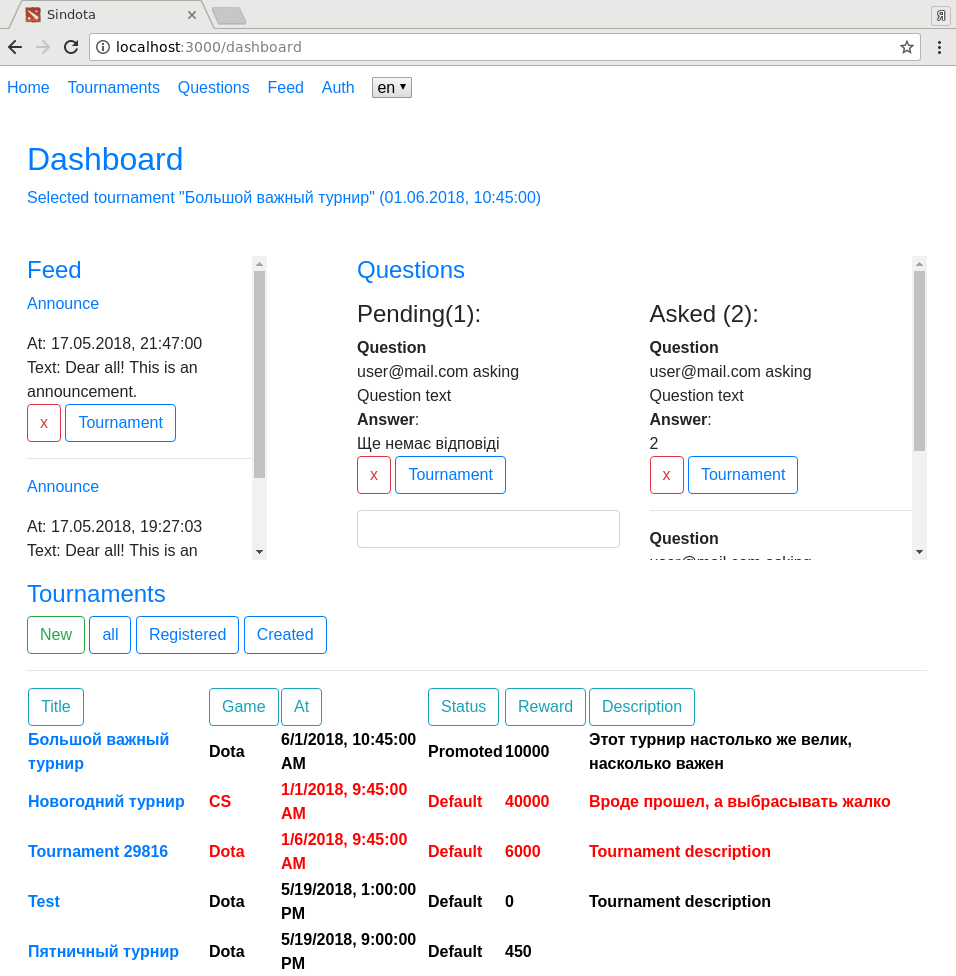 Sindota
localhost:3000/dashboard
Home Tournaments Questions Feed Auth en
Dashboard
Selected tournament "Большой важный турнир" (01.06.2018, 10:45:00)
Feed
Announce
At: 17.05.2018, 21:47:00
Text: Dear all! This is an
announcement.
x Tournament
Announce
At: 17.05.2018, 19:27:03
Text: Dear all! This is an
Questions
Pending(1):
Question
user@mail.com asking
Question text
Answer:
Ще немає відповіді
x Tournament
Asked (2):
Question
user@mail.com asking
Question text
Answer:
2
x Tournament
Question
user@mail.com asking
Tournaments
New all Registered Created
Title Game At Status Reward Description
Большой важный
турнир
Dota
6/1/2018, 10:45:00
AM
Promoted
10000
Этот турнир настолько же велик,
насколько важен
Новогодний турнир
CS
1/1/2018, 9:45:00
AM
Default
40000
Вроде прошел, а выбрасывать жалко
Tournament 29816
Dota
1/6/2018, 9:45:00
AM
Default
6000
Tournament description
Test
Dota
5/19/2018, 1:00:00
PM
Default
0
Tournament description
Пятничный турнир
Dota
5/19/2018, 9:00:00
PM
Default
450